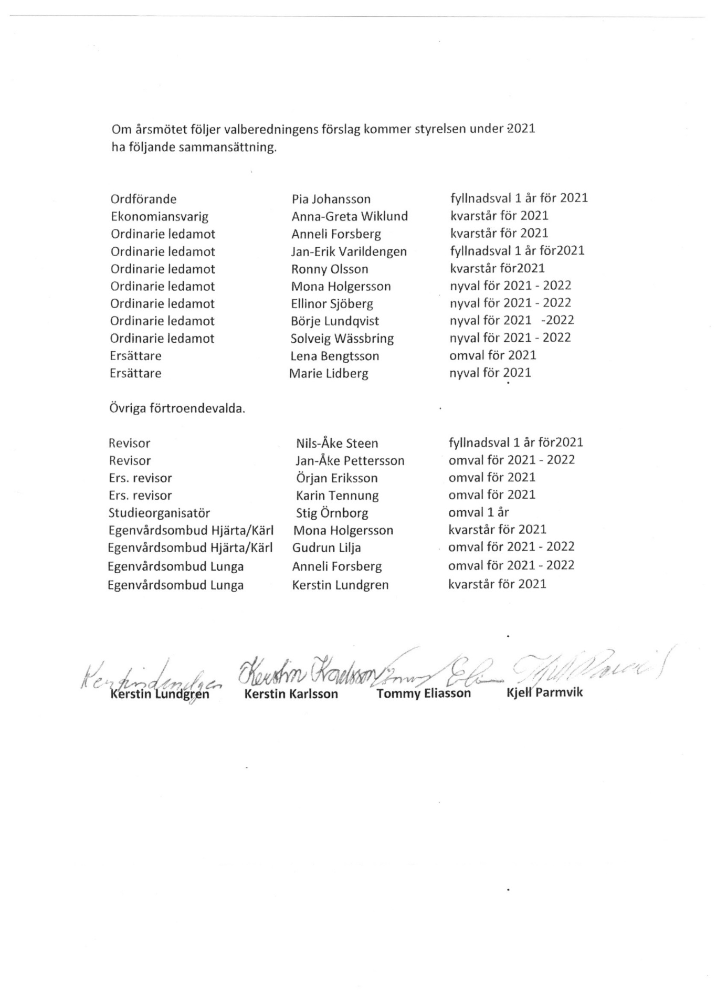 Om årsmötet följer valberedningens förslag kommer styrelsen under 2021
ha följande sammansättning.
Ordförande Pia Johansson fyllnadsval 1 år för 2021
Ekonomiansvarig Anna-Greta Wiklund kvarstår för 2021
Ordinarie ledamot Anneli Forsberg kvarstår för 2021
Ordinarie ledamot Jan-Erik Varildengen fyllnadsval 1 år för2021
Ordinarie ledamot Ronny Olsson kvarstår för2021
Ordinarie ledamot Mona Holgersson nyval för 2021 - 2022
Ordinarie ledamot Ellinor Sjöberg nyval för 2021 - 2022
Ordinarie ledamot Börje Lundqvist nyval för 2021 -2022
Ordinarie ledamot Solveig Wässbring nyval för 2021 - 2022
Ersättare Lena Bengtsson omval för 2021
Ersättare Marie Lidberg nyval för 2021
Övriga förtroendevalda.
Revisor Nils-Åke Steen fyllnadsval 1 år för2021
Revisor Jan-Åke Pettersson omval för 2021 - 2022
Ers. revisor Örjan Eriksson omval för 2021
Ers. revisor Karin Tennung omval för 2021
Studieorganisatör Stig Örnborg omval 1 år
Egenvårdsombud Hjärta/Kärl Mona Holgersson kvarstår för 2021
Egenvårdsombud Hjärta/Kärl Gudrun Lilja omval för 2021 - 2022
Egenvårdsombud Lunga Anneli Forsberg omval för 2021 - 2022
Egenvårdsombud Lunga Kerstin Lundgren kvarstår för 2021
Kerstin Karlsson
Kerstin Lundgren Kerstin Karlsson Tommy Eliasson Kjell Parmvik